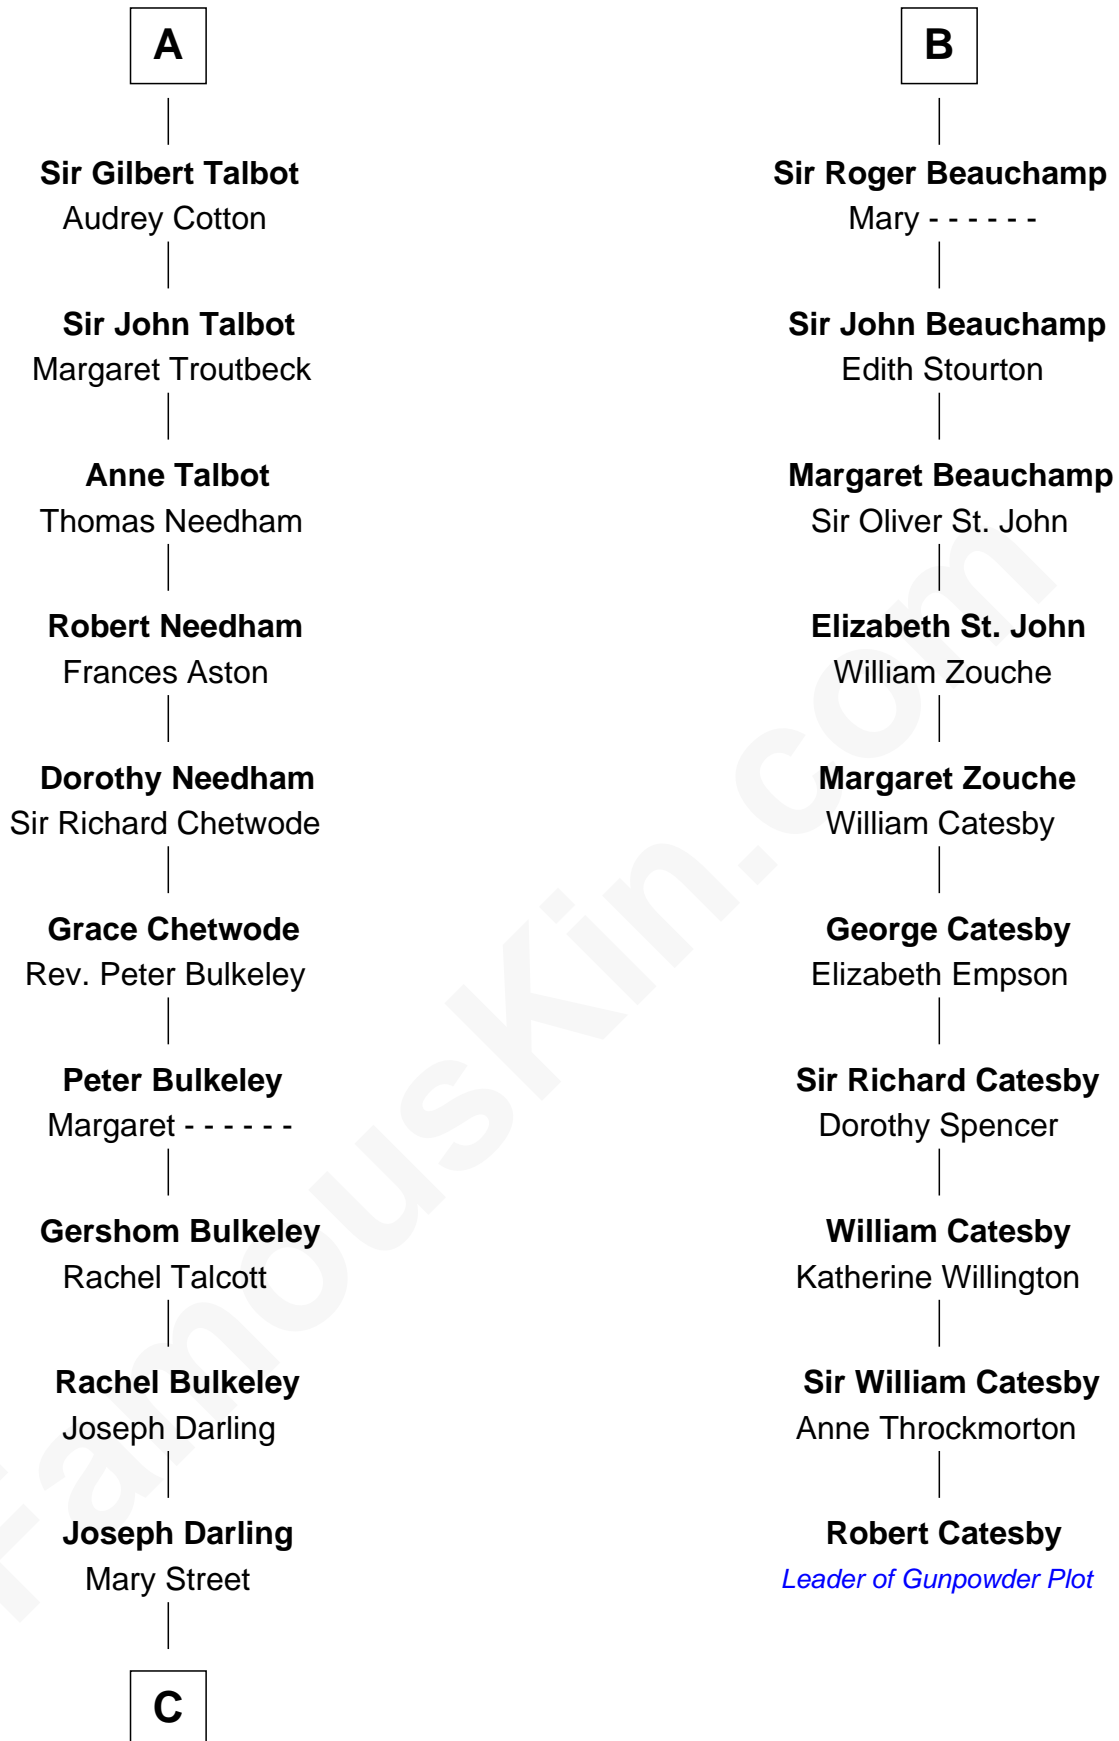 A
Sir Gilbert Talbot
Audrey Cotton
Sir John Talbot
Margaret Troutbeck
Anne Talbot
Thomas Needham
Robert Needham
Frances Aston
Dorothy Needham
Sir Richard Chetwode
Grace Chetwode
Rev. Peter Bulkeley
Peter Bulkeley
Margaret - - - - - -
Gershom Bulkeley
Rachel Talcott
Rachel Bulkeley
Joseph Darling
Joseph Darling
Mary Street
C
B
Sir Roger Beauchamp
Mary - - - - - -
Sir John Beauchamp
Edith Stourton
Margaret Beauchamp
Sir Oliver St. John
Elizabeth St. John
William Zouche
Margaret Zouche
William Catesby
George Catesby
Elizabeth Empson
Sir Richard Catesby
Dorothy Spencer
William Catesby
Katherine Willington
Sir William Catesby
Anne Throckmorton
Robert Catesby
Leader of Gunpowder Plot
FamousKin.com